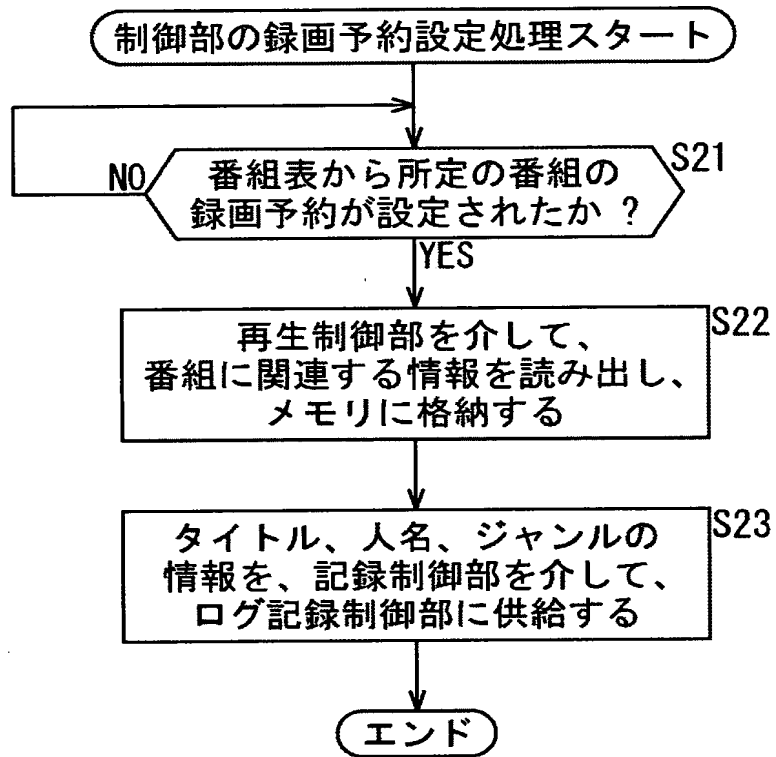 制御部の録画予約設定処理スタート
番組表から所定の番組の
録画予約が設定されたか ?
S21
NO
YES
再生制御部を介して、
番組に関連する情報を読み出し、
メモリに格納する
S22
タイトル、人名、ジャンルの
情報を、記録制御部を介して、
ログ記録制御部に供給する
S23
エンド